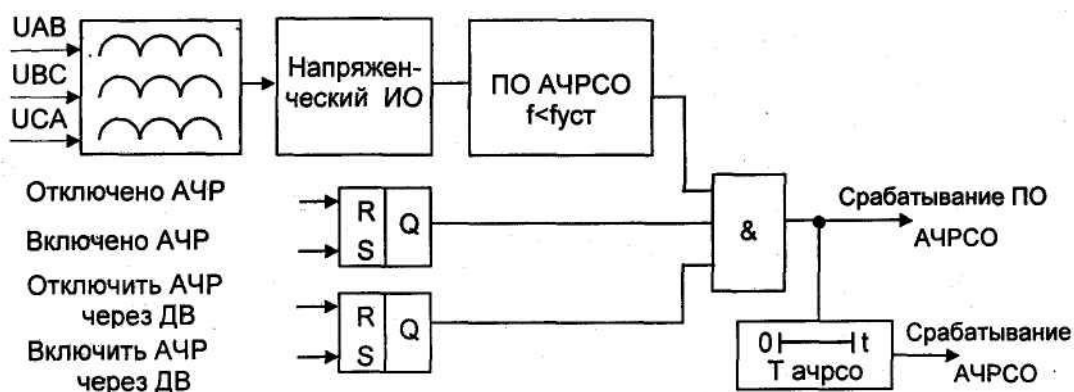 UAB
UBC
UCA
Напряжен-
ческий ИО
ПО АЧРСО
f<fуст
Отключено АЧР
Включено АЧР
Отключить АЧР
через ДВ
Включить АЧР
через ДВ
R
S
Q
R
S
Q
&
Срабатывание ПО
АЧРСО
0 t
Т ачрсо
Срабатывание
АЧРСО